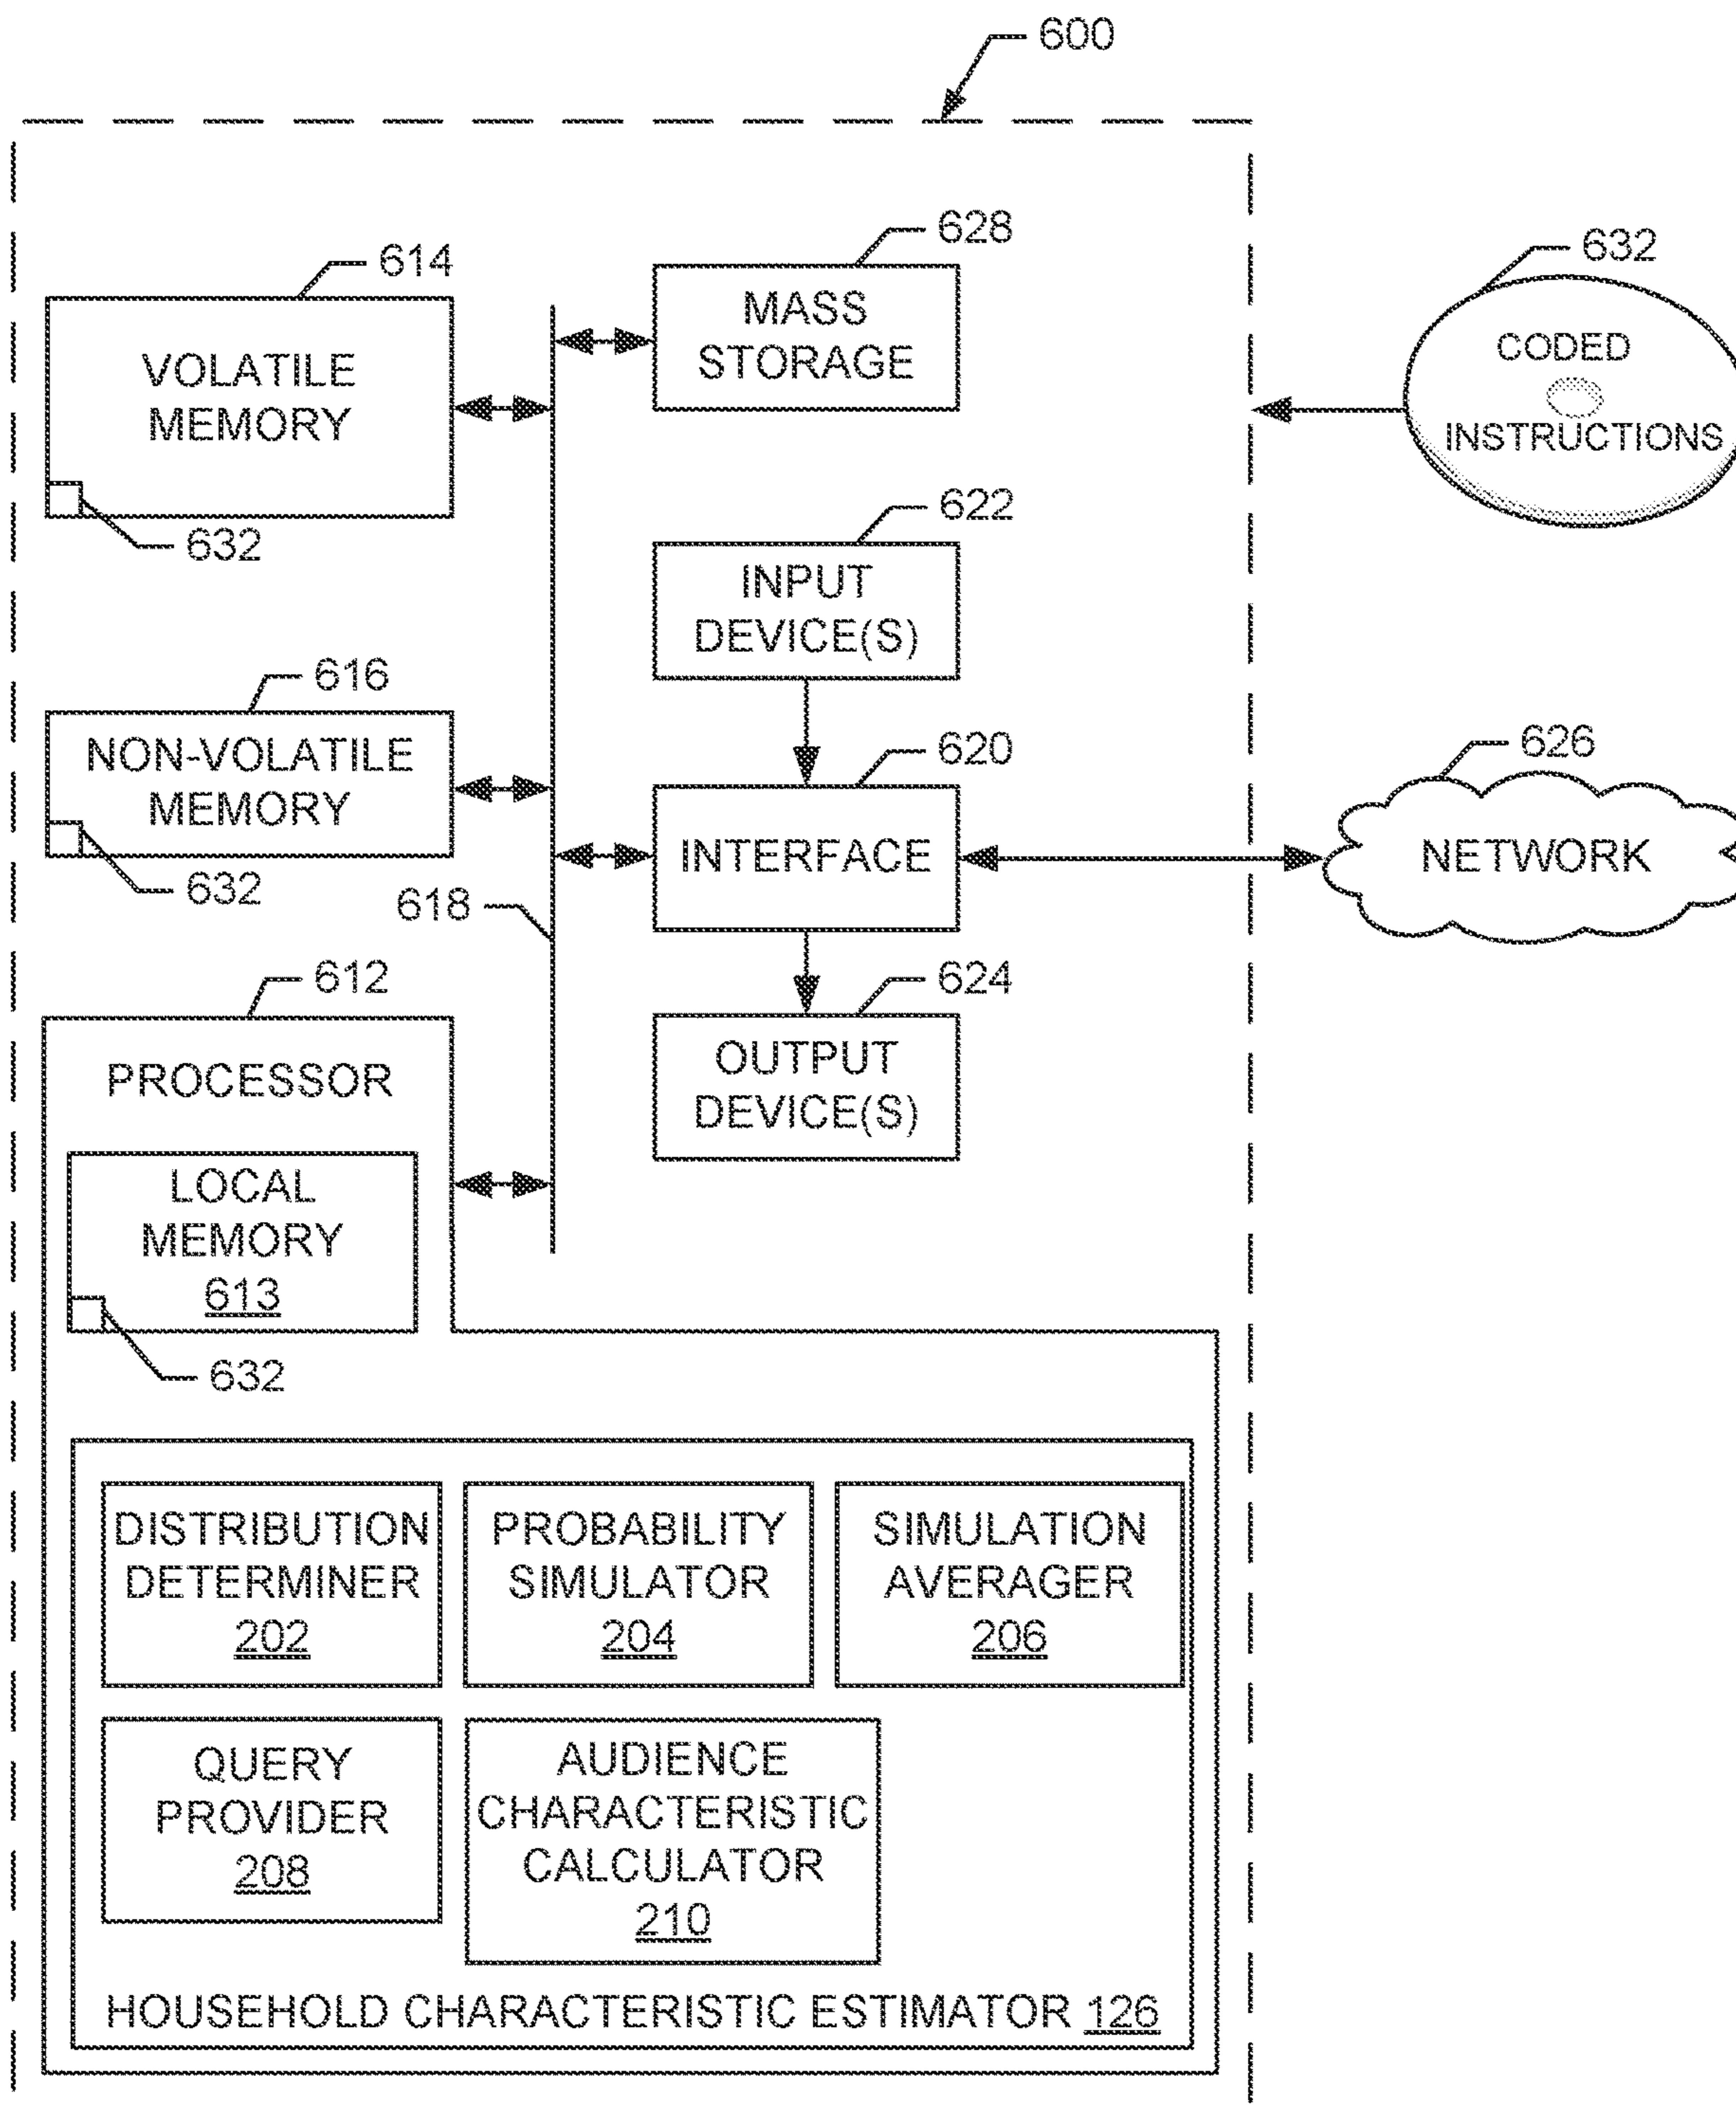 600
628
614
632
MASS
STORAGE
VOLATILE
MEMORY
CODED
INSTRUCTIONS
632
622
INPUT
DEVICE(S)
616
620
626
NON-VOLATILE
MEMORY
INTERFACE
NETWORK
632
618
612
624
PROCESSOR
OUTPUT
DEVICE(S)
LOCAL
MEMORY
613
632
DISTRIBUTION
DETERMINER
202
PROBABILITY
SIMULATOR
204
SIMULATION
AVERAGER
206
QUERY
PROVIDER
208
AUDIENCE
CHARACTERISTIC
CALCULATOR
210
HOUSEHOLD CHARACTERISTIC ESTIMATOR 126